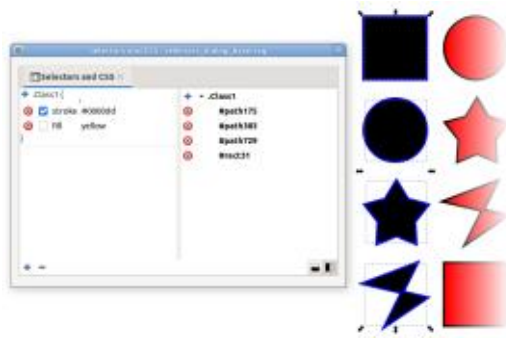 Selectors and CSS
.Class1 {
stroke #0000dd
fill yellow
}
.Class1
#path175
#path383
#path729
#rect31